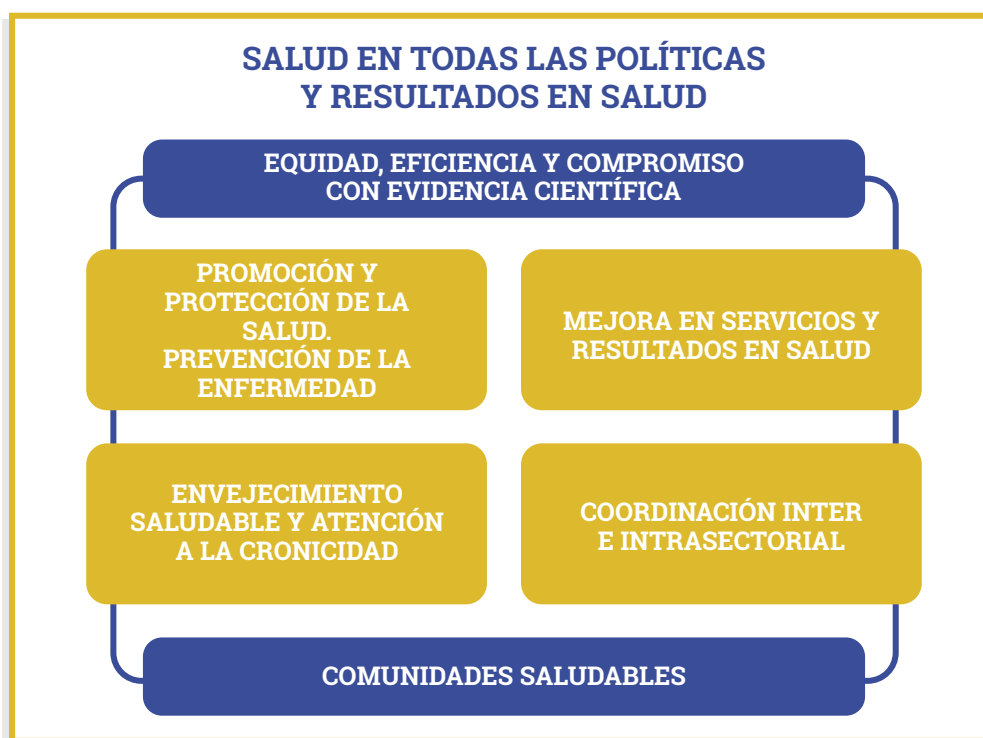 SALUD EN TODAS LAS POLÍTICAS
Y RESULTADOS EN SALUD
EQUIDAD, EFICIENCIA Y COMPROMISO
CON EVIDENCIA CIENTÍFICA
PROMOCIÓN Y
PROTECCIÓN DE LA
SALUD.
PREVENCIÓN DE LA
ENFERMEDAD
MEJORA EN SERVICIOS Y
RESULTADOS EN SALUD
ENVEJECIMIENTO
SALUDABLE Y ATENCIÓN
A LA CRONICIDAD
COORDINACIÓN INTER
E INTRASECTORIAL
COMUNIDADES SALUDABLES